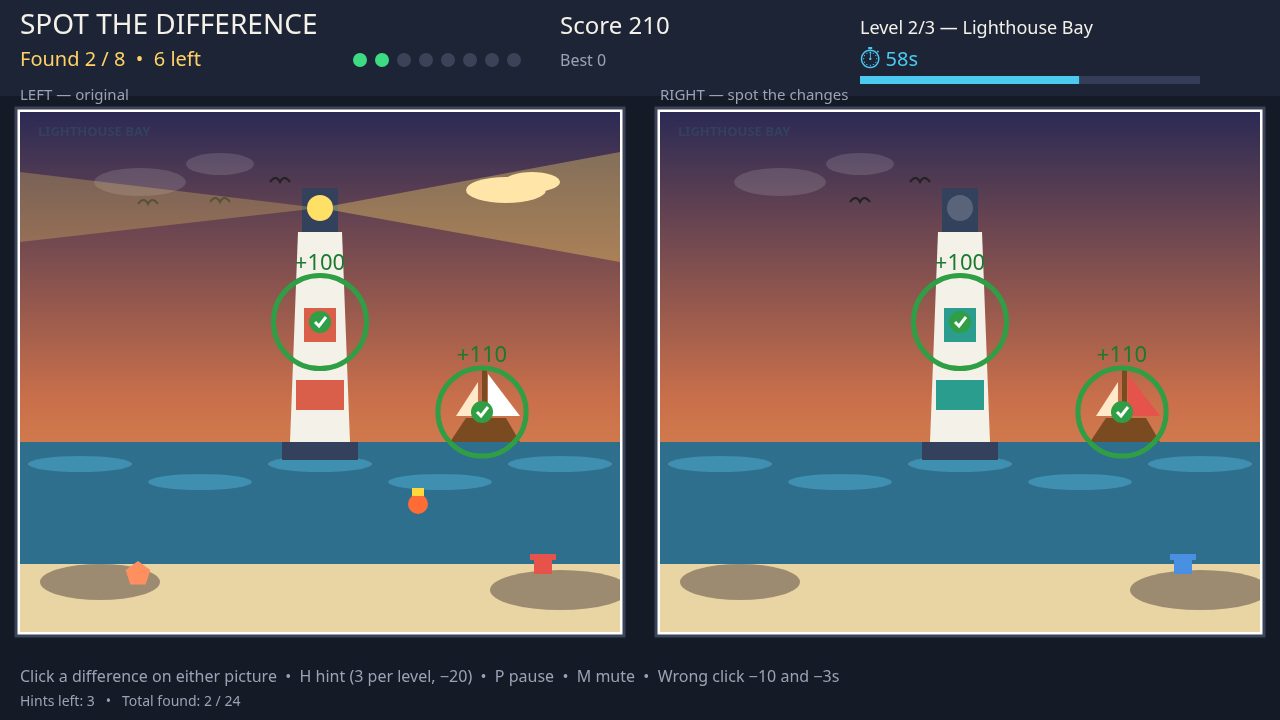 SPOT THE DIFFERENCE
Score 210
Level 2/3 — Lighthouse Bay
Found 2 / 8 • 6 left
Best 0
58s
LEFT — original
RIGHT — spot the changes
LIGHTHOUSE BAY
LIGHTHOUSE BAY
+100
+100
+110
+110
Click a difference on either picture • H hint (3 per level, −20) • P pause • M mute • Wrong click −10 and −3s
Hints left: 3 • Total found: 2 / 24